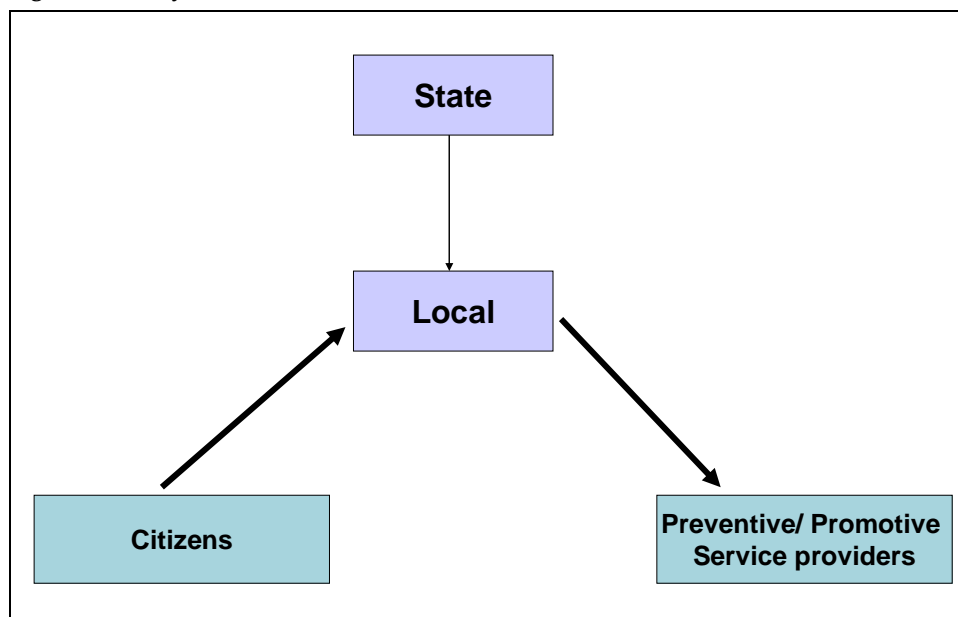 State
Local
Citizens
Preventive/ Promotive
Service providers